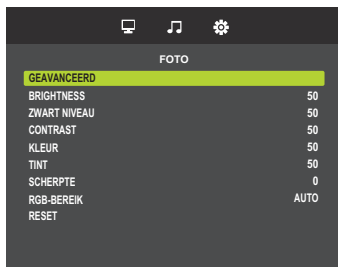 FOTO
GEAVANCEERD
BRIGHTNESS 50
ZWART NIVEAU 50
CONTRAST 50
KLEUR 50
TINT 50
SCHERPTE 0
RGB-BEREIK AUTO
RESET